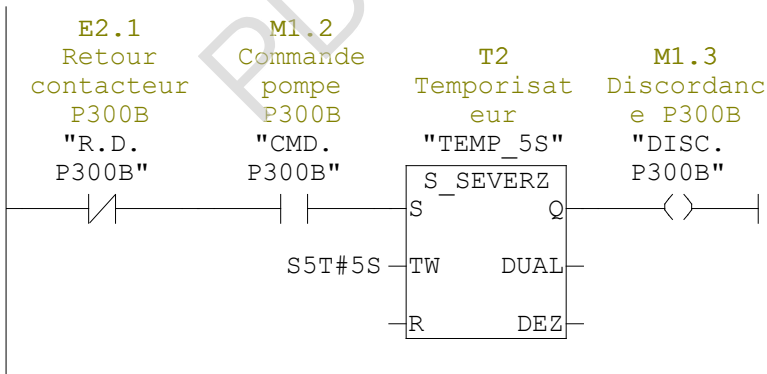 E2.1
Retour
contacteur
P300B
"R.D.
P300B"
M1.2
Commande
pompe
P300B
"CMD.
P300B"
T2
Temporisat
eur
"TEMP_5S"
M1.3
Discordanc
e P300B
"DISC.
P300B"
S_SEVERZ
S Q
S5T#5S TW DUAL
R DEZ